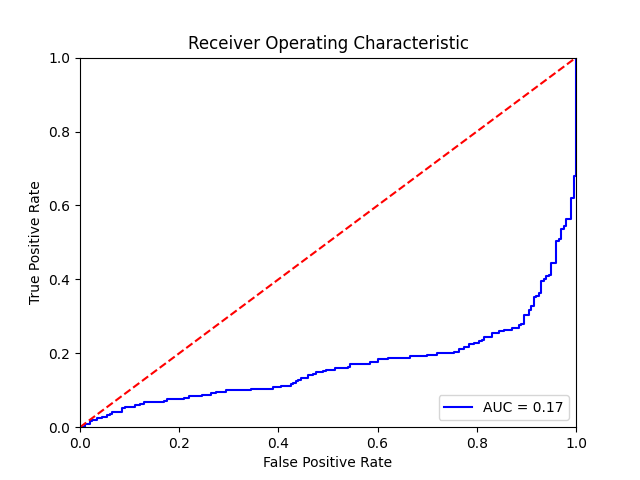 Receiver Operating Characteristic
1.0
0.8
0.6
0.4
0.2
0.0
True Positive Rate
AUC = 0.17
0.0 0.2 0.4 0.6 0.8 1.0
False Positive Rate